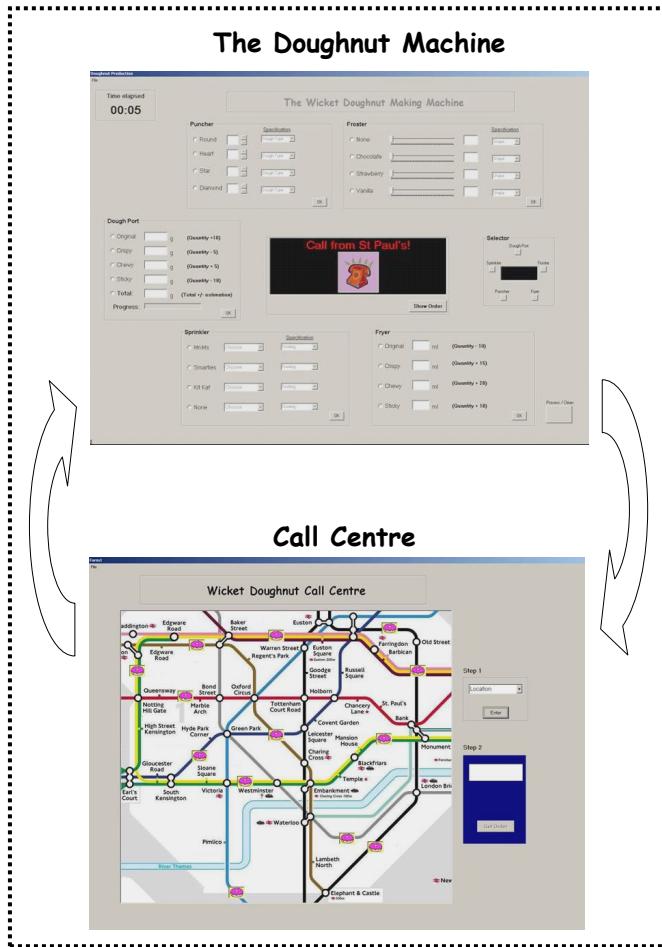 The Doughnut Machine
Doughnut Production
File
Time elapsed
00:05
The Wicket Doughnut Making Machine
Puncher
Specification
Round
Heart
Star
Diamond
OK
Froster
Specification
None
Chocolate
Strawberry
Vanilla
OK
Dough Port
Original g (Quantity +10)
Crispy g (Quantity - 5)
Chewy g (Quantity + 5)
Sticky g (Quantity - 10)
Total: g (Total +/- estimation)
Progress:
OK
Call from St Paul's!
Show Order
Selector
Dough Port
Sprinkler Froster
Puncher Fryer
Sprinkler
Specification
Smarties
Kit Kat
None
OK
Fryer
Original ml (Quantity - 10)
Crispy ml (Quantity + 15)
Chewy ml (Quantity + 20)
Sticky ml (Quantity + 10)
OK
Process / Clean
Call Centre
Form1
File
Wicket Doughnut Call Centre
addington
Edgware
Road
Baker
Street
Euston
Edgware
Road
Warren Street
Regent's Park
Euston
Square
Farringdon
Barbican
Old Street
Goodge
Street
Russell
Square
Queensway
Bond
Street
Oxford
Circus
Holborn
Notting
Hill Gate
Marble
Arch
Tottenham
Court Road
Chancery
Lane
St. Paul's
Bank
High Street
Kensington
Hyde Park
Corner
Green Park
Covent Garden
Leicester
Square
Mansion
House
Monument
Charing
Cross
Blackfriars
Gloucester
Road
Sloane
Square
Temple
Earl's
Court
South
Kensington
Victoria
Westminster
Embankment
London Bri
Waterloo
Pimlico
River Thames
Lambeth
North
New
Elephant & Castle
Step 1
Location
Enter
Step 2
Get Order